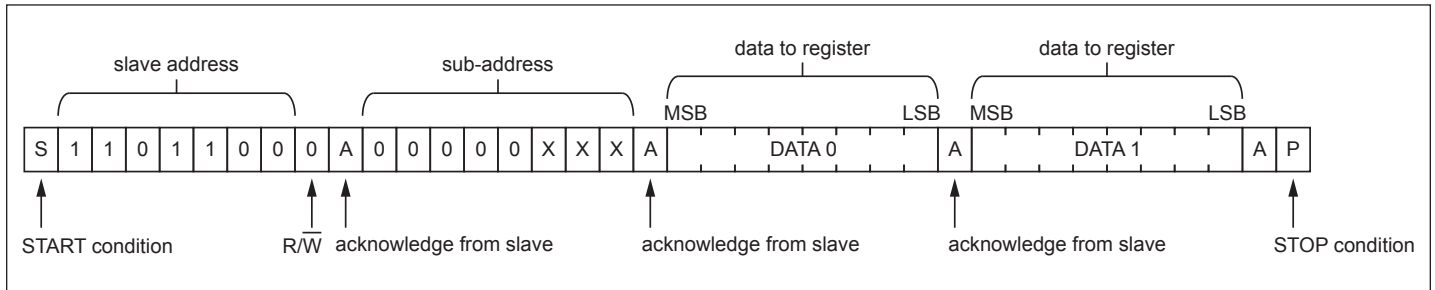 slave address sub-address data to register data to register
MSB LSB MSB LSB
S 1 1 0 1 1 0 0 0 A 0 0 0 0 0 X X X A DATA 0 A DATA 1 A P
START condition R/W̅ acknowledge from slave acknowledge from slave acknowledge from slave STOP condition